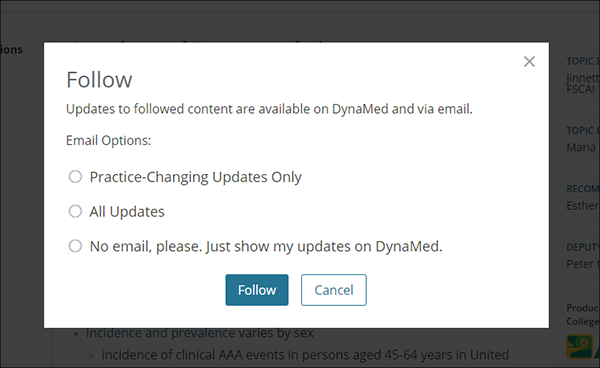 ions
Follow
Updates to followed content are available on DynaMed and via email.
Email Options:
Practice-Changing Updates Only
All Updates
No email, please. Just show my updates on DynaMed.
Follow
Cancel
Incidence and prevalence varies by sex
incidence of clinical AAA events in persons aged 45-64 years in United
TOPIC E
Jinnett
FSCAI
TOPIC E
Maria
RECOM
Esther
DEPUT
Peter
Produc
College